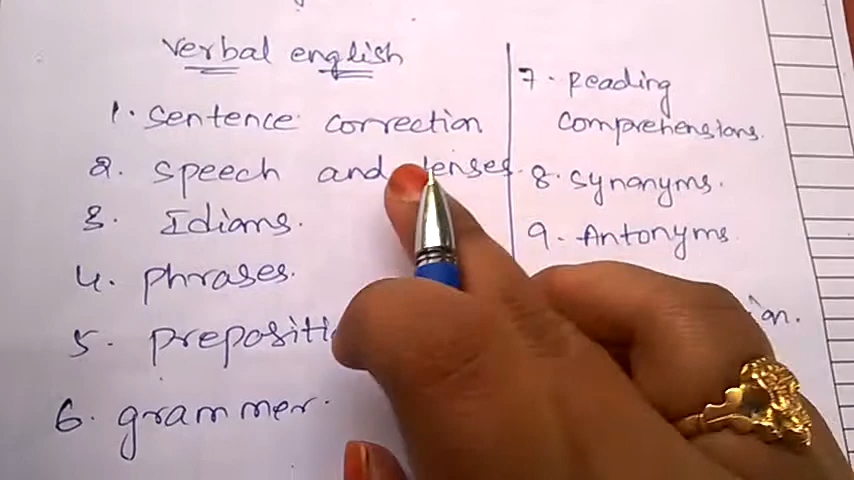 Verbal english
1. Sentence correction
2. speech and tenses.
3. Idioms.
4. phrases.
5. prepositi
6. grammer.
7. Reading
comprehensions.
8. synonyms.
9. Antonyms.